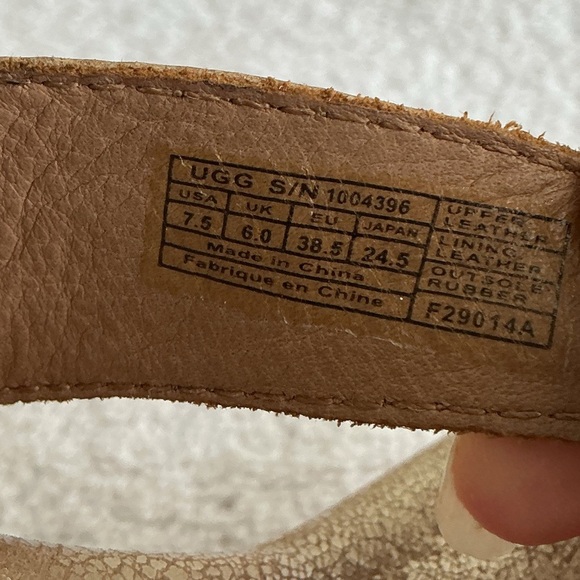 UGG S/N 1004396
USA UK EU JAPAN
7.5 6.0 38.5 24.5
Made in China
Fabrique en Chine
UPPER
LEATHER
LINING
LEATHER
OUTSOLE
RUBBER
F29014A